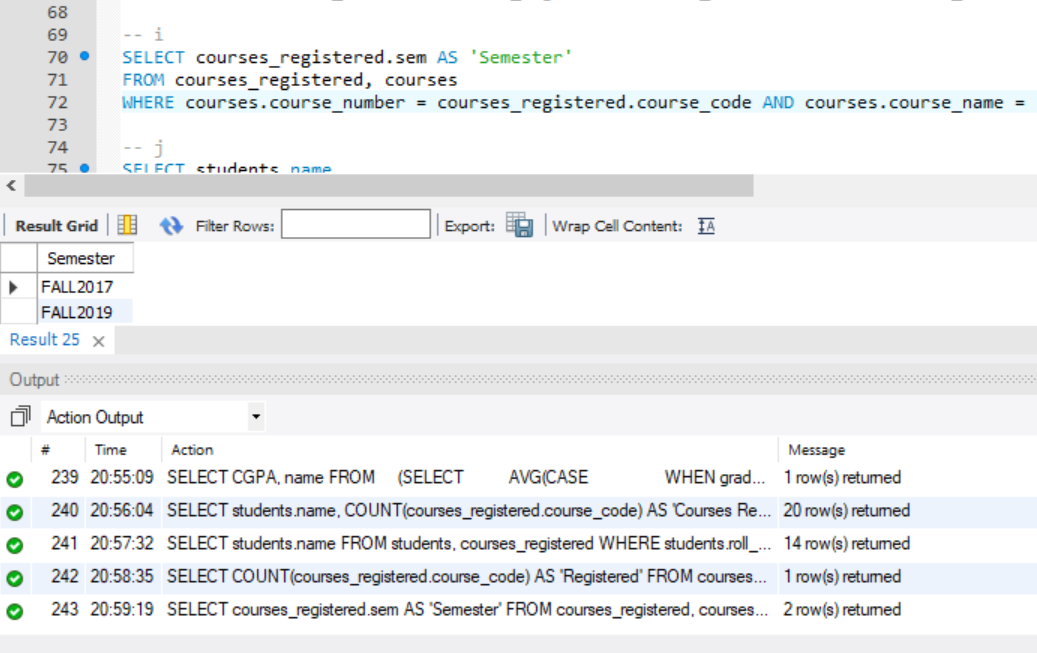 68
69 -- i
70 SELECT courses_registered.sem AS 'Semester'
71 FROM courses_registered, courses
72 WHERE courses.course_number = courses_registered.course_code AND courses.course_name =
73
74 -- j
75 SELECT students.name
Result Grid Filter Rows: Export: Wrap Cell Content: IA
Semester
FALL2017
FALL2019
Result 25 ×
Output
Action Output
# Time Action Message
239 20:55:09 SELECT CGPA, name FROM (SELECT AVG(CASE WHEN grad... 1 row(s) returned
240 20:56:04 SELECT students.name, COUNT(courses_registered.course_code) AS 'Courses Re... 20 row(s) returned
241 20:57:32 SELECT students.name FROM students, courses_registered WHERE students.roll_... 14 row(s) returned
242 20:58:35 SELECT COUNT(courses_registered.course_code) AS 'Registered' FROM courses... 1 row(s) returned
243 20:59:19 SELECT courses_registered.sem AS 'Semester' FROM courses_registered, courses... 2 row(s) returned